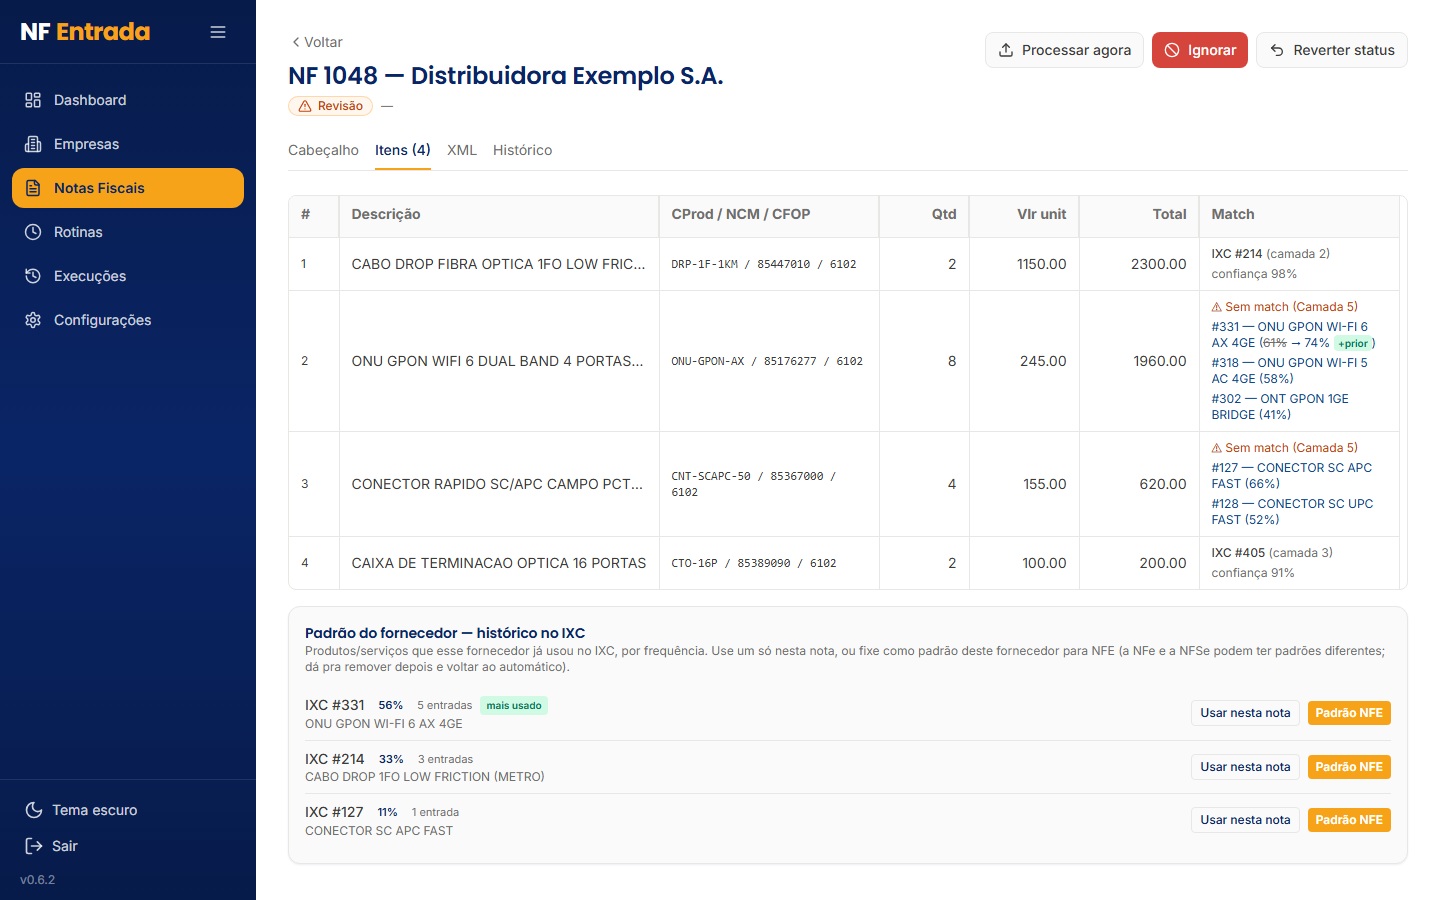 NF Entrada
Dashboard
Empresas
Notas Fiscais
Rotinas
Execuções
Configurações
Tema escuro
Sair
v0.6.2
Voltar
NF 1048 — Distribuidora Exemplo S.A.
Revisão —
Processar agora
Ignorar
Reverter status
Cabeçalho Itens (4) XML Histórico
# Descrição CProd / NCM / CFOP Qtd Vlr unit Total Match
1 CABO DROP FIBRA OPTICA 1FO LOW FRIC... DRP-1F-1KM / 85447010 / 6102 2 1150.00 2300.00 IXC #214 (camada 2)
confiança 98%
2 ONU GPON WIFI 6 DUAL BAND 4 PORTAS... ONU-GPON-AX / 85176277 / 6102 8 245.00 1960.00 ⚠ Sem match (Camada 5)
#331 — ONU GPON WI-FI 6
AX 4GE (61% → 74% +prior )
#318 — ONU GPON WI-FI 5
AC 4GE (58%)
#302 — ONT GPON 1GE
BRIDGE (41%)
3 CONECTOR RAPIDO SC/APC CAMPO PCT... CNT-SCAPC-50 / 85367000 /
6102 4 155.00 620.00 ⚠ Sem match (Camada 5)
#127 — CONECTOR SC APC
FAST (66%)
#128 — CONECTOR SC UPC
FAST (52%)
4 CAIXA DE TERMINACAO OPTICA 16 PORTAS CTO-16P / 85389090 / 6102 2 100.00 200.00 IXC #405 (camada 3)
confiança 91%
Padrão do fornecedor — histórico no IXC
Produtos/serviços que esse fornecedor já usou no IXC, por frequência. Use um só nesta nota, ou fixe como padrão deste fornecedor para NFE (a NFe e a NFSe podem ter padrões diferentes;
dá pra remover depois e voltar ao automático).
IXC #331 56% 5 entradas mais usado
ONU GPON WI-FI 6 AX 4GE
Usar nesta nota Padrão NFE
IXC #214 33% 3 entradas
CABO DROP 1FO LOW FRICTION (METRO)
Usar nesta nota Padrão NFE
IXC #127 11% 1 entrada
CONECTOR SC APC FAST
Usar nesta nota Padrão NFE